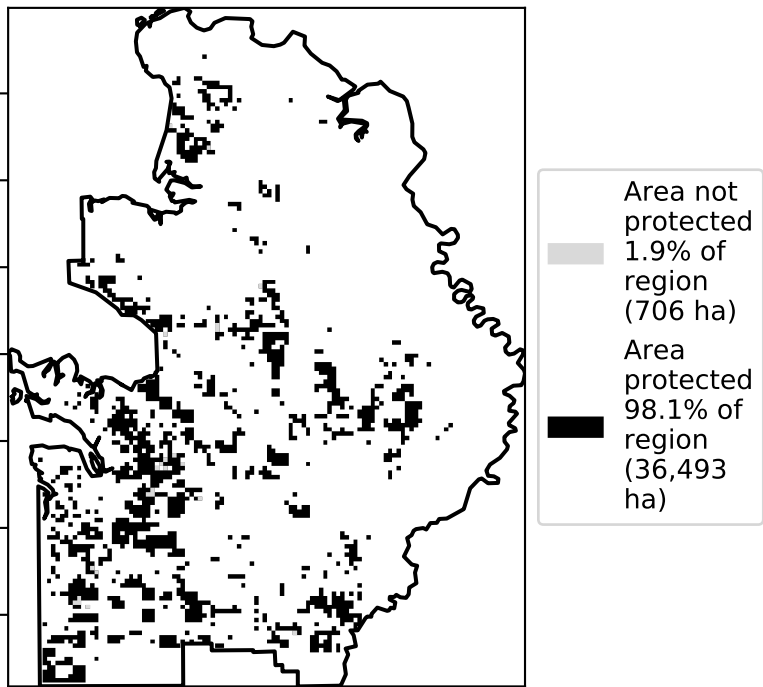 Area not
protected
1.9% of
region
(706 ha)
Area
protected
98.1% of
region
(36,493
ha)